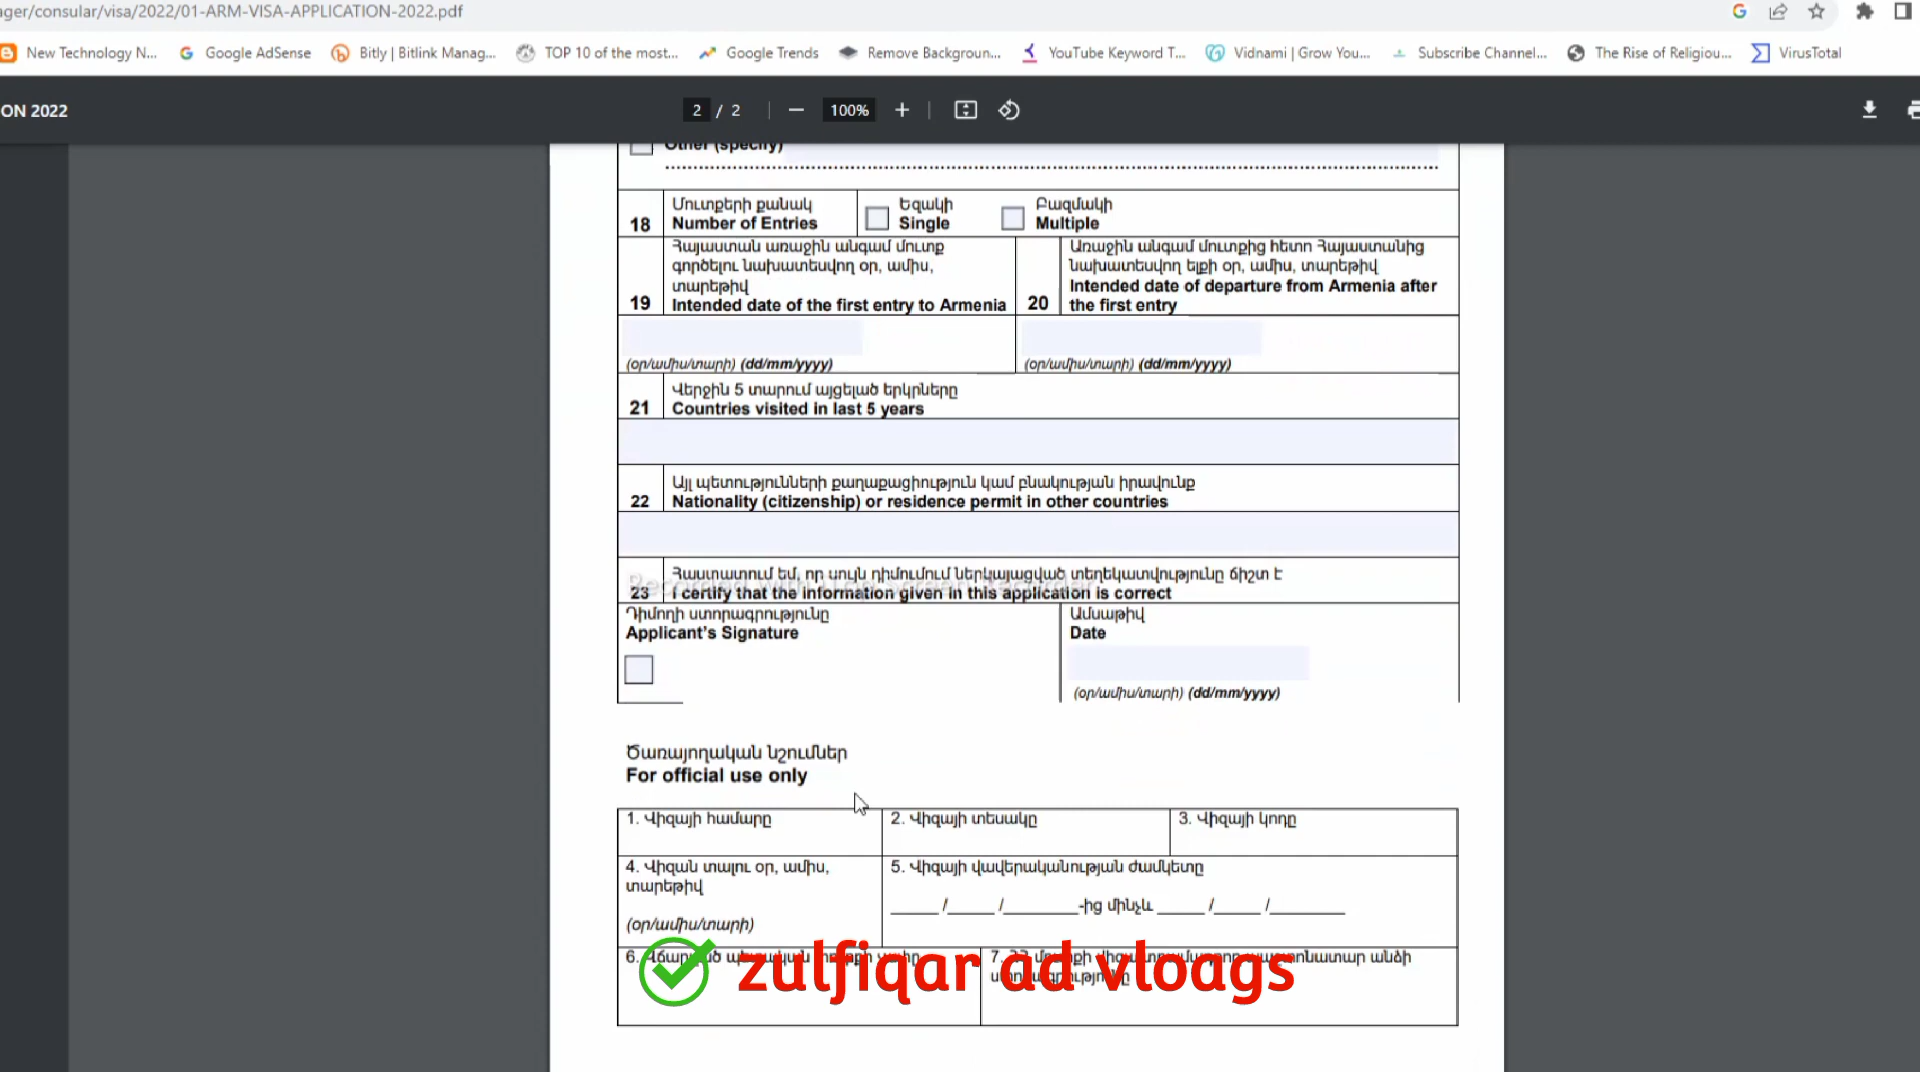 ager/consular/visa/2022/01-ARM-VISA-APPLICATION-2022.pdf
New Technology N... Google AdSense Bitly | Bitlink Manag... TOP 10 of the most... Google Trends Remove Backgroun... YouTube Keyword T... Vidnami | Grow You... Subscribe Channel... The Rise of Religiou... VirusTotal
ON 2022 2 / 2 100%
Other (specify)
18 Մուտքերի քանակ
Number of Entries
Եզակի
Single
Բազմակի
Multiple
Հայաստան առաջին անգամ մուտք
գործելու նախատեսվող օր, ամիս,
տարեթիվ
19 Intended date of the first entry to Armenia
Առաջին անգամ մուտքից հետո Հայաստանից
նախատեսվող ելքի օր, ամիս, տարեթիվ
Intended date of departure from Armenia after
20 the first entry
(օր/ամիս/տարի) (dd/mm/yyyy)
(օր/ամիս/տարի) (dd/mm/yyyy)
Վերջին 5 տարում այցելած երկրները
21 Countries visited in last 5 years
Այլ պետությունների քաղաքացիություն կամ բնակության իրավունք
22 Nationality (citizenship) or residence permit in other countries
Հաստատում եմ, որ սույն դիմումում ներկայացված տեղեկատվությունը ճիշտ է
23 I certify that the information given in this application is correct
Դիմողի ստորագրությունը
Applicant's Signature
Ամսաթիվ
Date
(օր/ամիս/տարի) (dd/mm/yyyy)
Ծառայողական նշումներ
For official use only
1. Վիզայի համարը
2. Վիզայի տեսակը
3. Վիզայի կոդը
4. Վիզան տալու օր, ամիս,
տարեթիվ
(օր/ամիս/տարի)
5. Վիզայի վավերականության ժամկետը
_____ /_____ /________-ից մինչև _____ /_____ /________
6.
7.
անձի
zulfiqar ad vloags